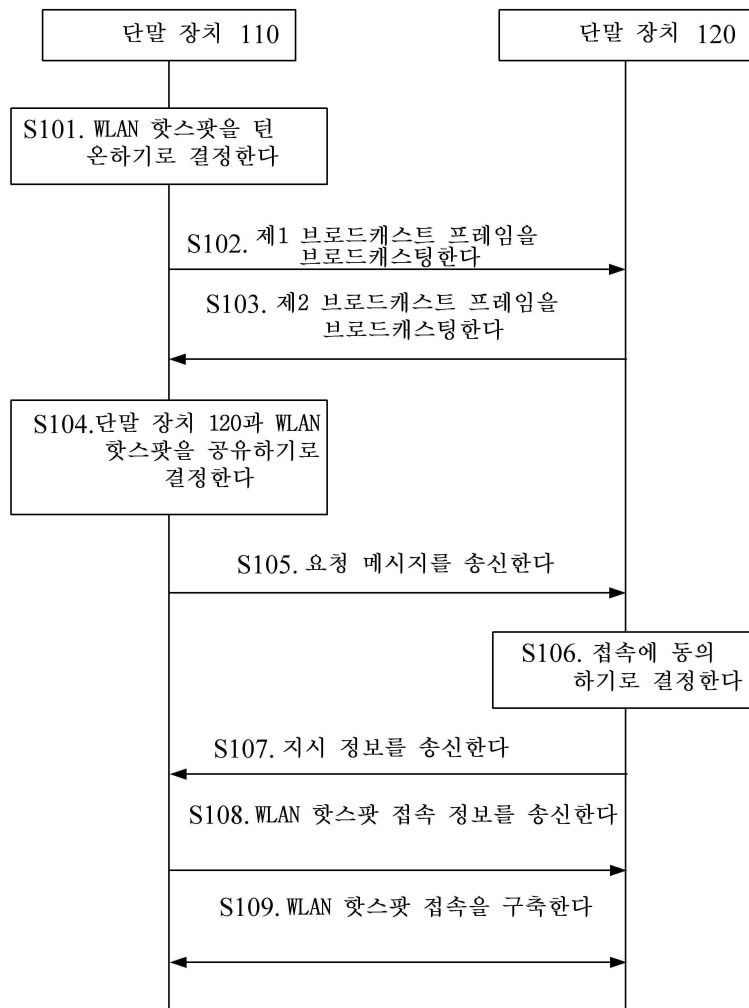 단말 장치 110
단말 장치 120
S101. WLAN 핫스팟을 턴
온하기로 결정한다
S102. 제1 브로드캐스트 프레임을
브로드캐스팅한다
S103. 제2 브로드캐스트 프레임을
브로드캐스팅한다
S104.단말 장치 120과 WLAN
핫스팟을 공유하기로
결정한다
S105. 요청 메시지를 송신한다
S106. 접속에 동의
하기로 결정한다
S107. 지시 정보를 송신한다
S108.WLAN 핫스팟 접속 정보를 송신한다
S109.WLAN 핫스팟 접속을 구축한다